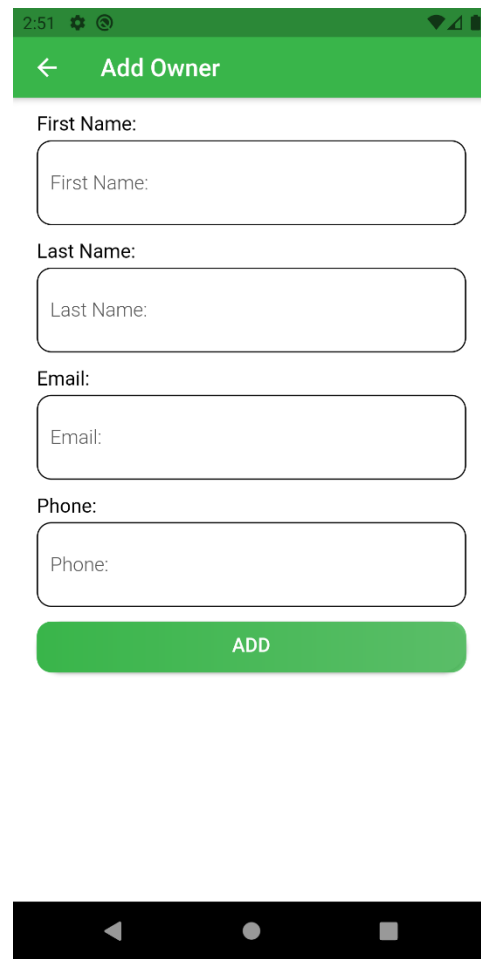 2:51
Add Owner
First Name:
First Name:
Last Name:
Last Name:
Email:
Email:
Phone:
Phone:
ADD